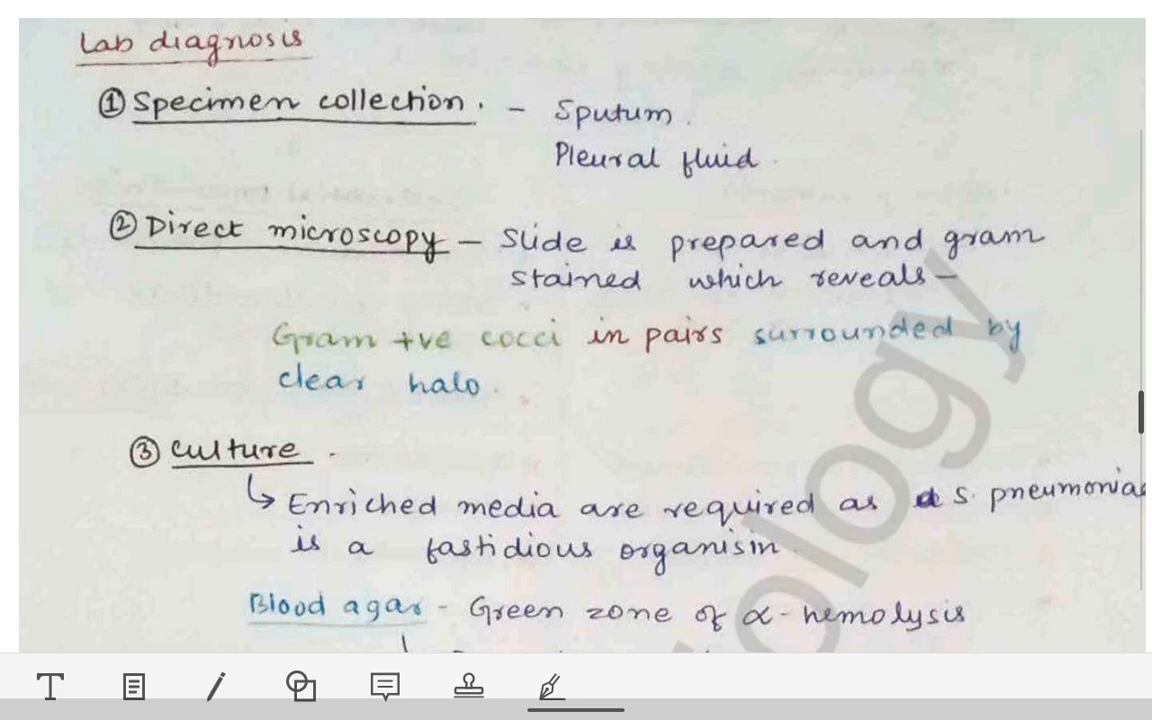 Lab diagnosis
① Specimen collection. - Sputum.
Pleural fluid.
② Direct microscopy - Slide is prepared and gram
stained which reveals -
Gram +ve cocci in pairs surrounded by
clear halo.
③ Culture -
↳ Enriched media are required as S. pneumoniae
is a fastidious organism.
Blood agar - Green zone of α-hemolysis
iology
T